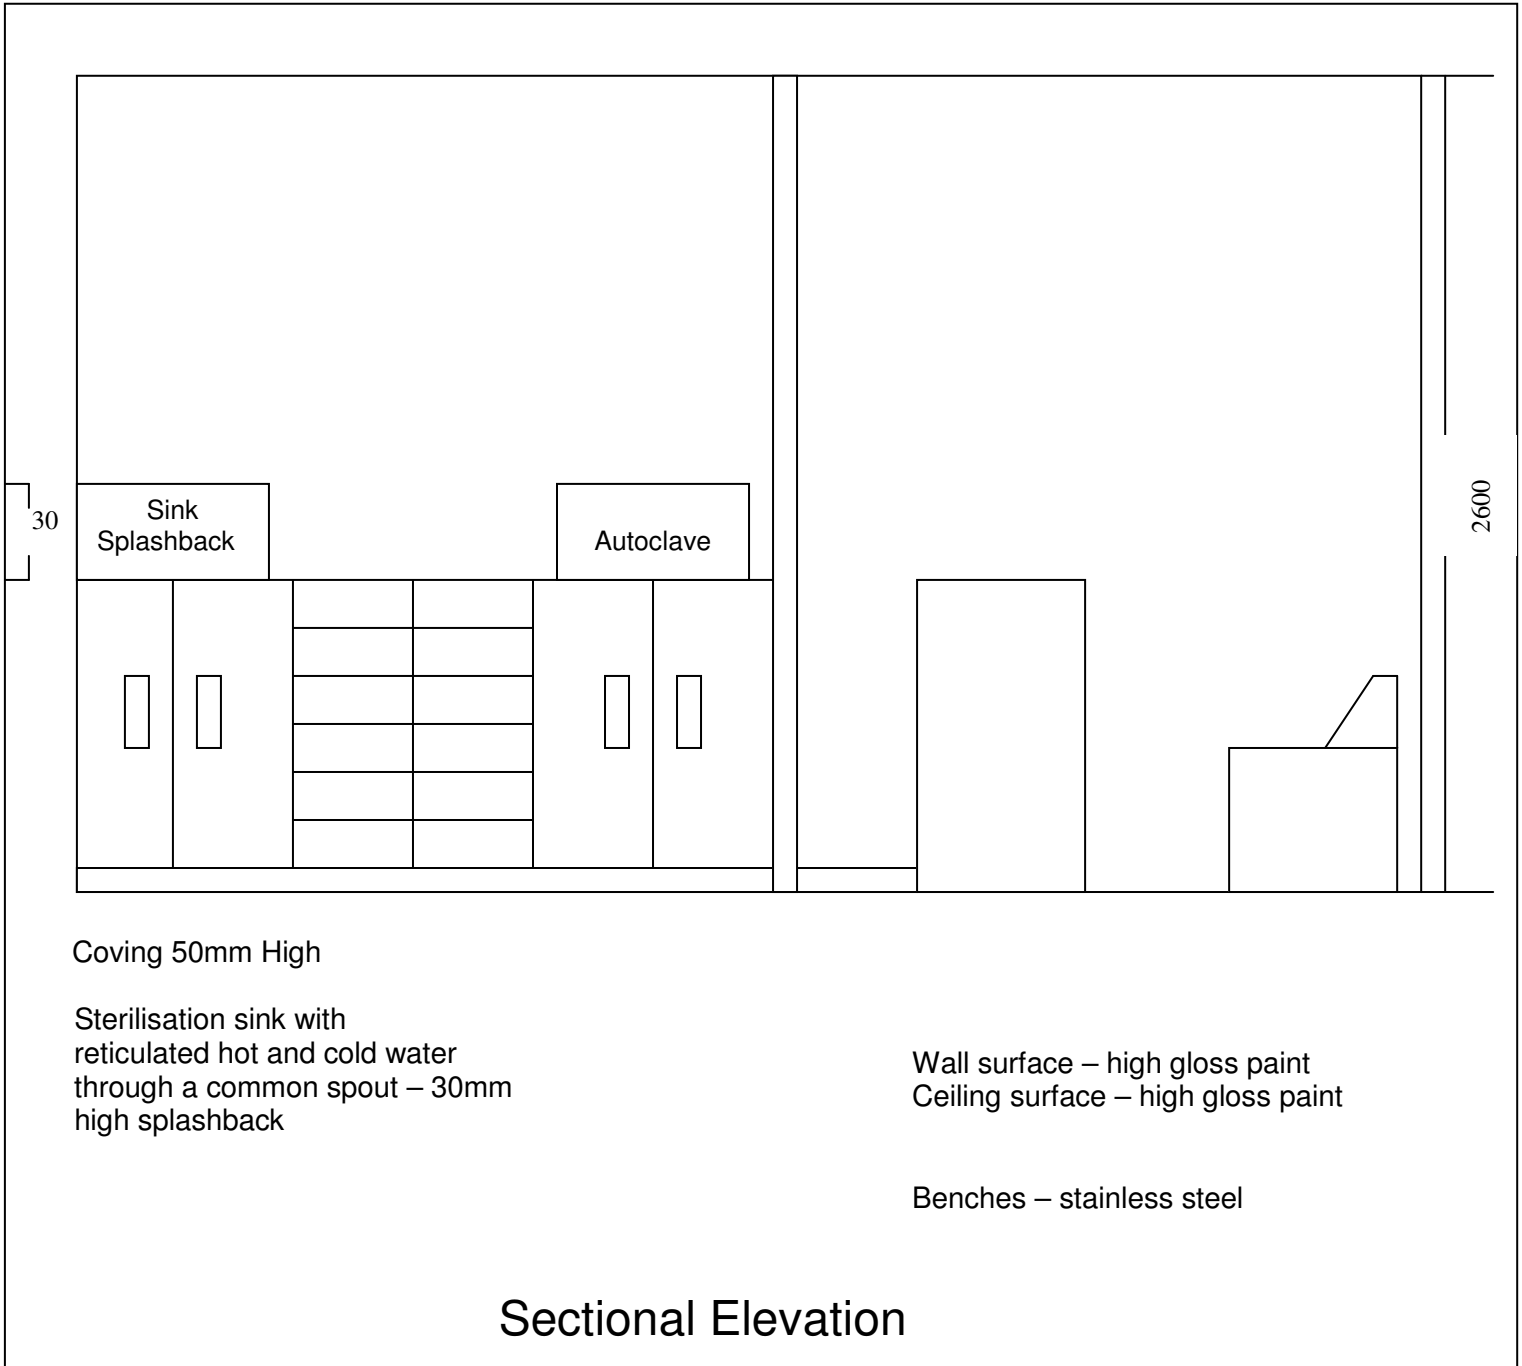 30
Sink
Splashback
Autoclave
2600
Coving 50mm High
Sterilisation sink with
reticulated hot and cold water
through a common spout – 30mm
high splashback
Wall surface – high gloss paint
Ceiling surface – high gloss paint
Benches – stainless steel
Sectional Elevation